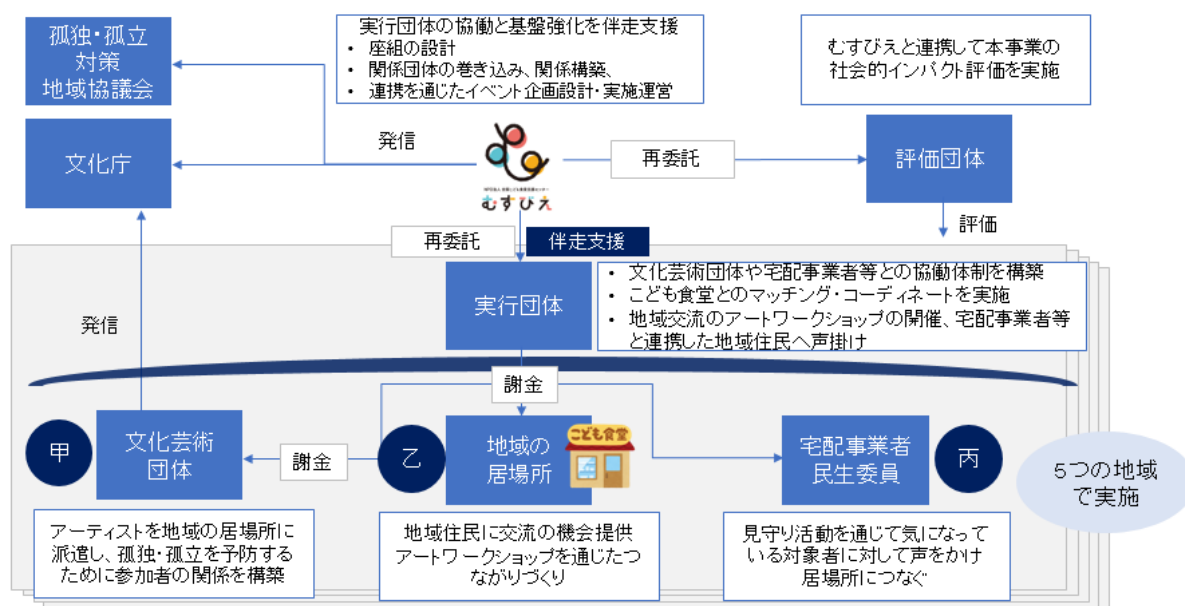 孤独・孤立
対策
地域協議会
実行団体の協働と基盤強化を伴走支援
• 座組の設計
• 関係団体の巻き込み、関係構築、
• 連携を通じたイベント企画設計・実施運営
むすびえと連携して本事業の
社会的インパクト評価を実施
発信
文化庁
むすびえ
再委託
評価団体
評価
再委託
伴走支援
実行団体
• 文化芸術団体や宅配事業者等との協働体制を構築
• こども食堂とのマッチング・コーディネートを実施
• 地域交流のアートワークショップの開催、宅配事業者等
と連携した地域住民へ声掛け
発信
謝金
甲
文化芸術
団体
謝金
乙
地域の
居場所
こども食堂
宅配事業者
民生委員
丙
5つの地域
で実施
アーティストを地域の居場所に
派遣し、孤独・孤立を予防する
ために参加者の関係を構築
地域住民に交流の機会提供
アートワークショップを通じたつ
ながりづくり
見守り活動を通じて気になって
いる対象者に対して声をかけ
居場所につなぐ